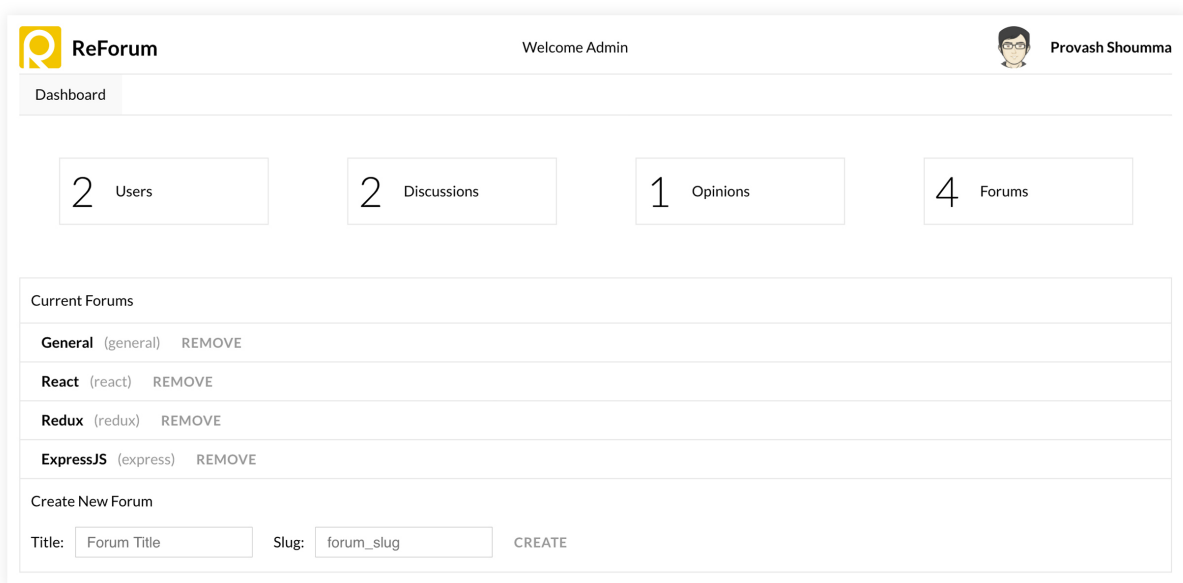 ReForum Welcome Admin Provash Shoumma
Dashboard
2 Users 2 Discussions 1 Opinions 4 Forums
Current Forums
General (general) REMOVE
React (react) REMOVE
Redux (redux) REMOVE
ExpressJS (express) REMOVE
Create New Forum
Title: Forum Title Slug: forum_slug CREATE